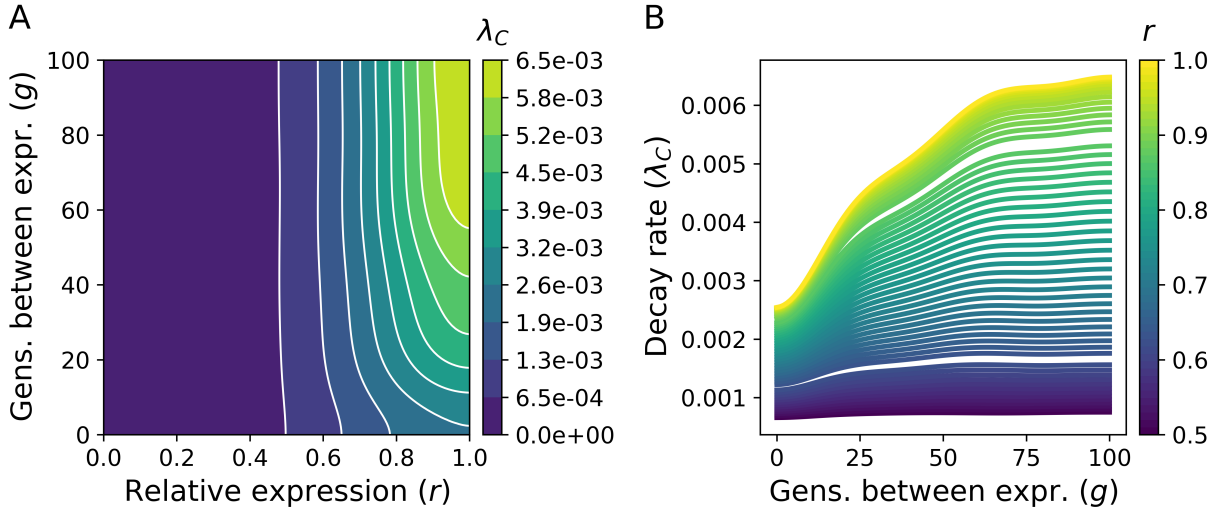 A
λC
Gens. between expr. (g)
100
80
60
40
20
0
0.0 0.2 0.4 0.6 0.8 1.0
Relative expression (r)
6.5e-03
5.8e-03
5.2e-03
4.5e-03
3.9e-03
3.2e-03
2.6e-03
1.9e-03
1.3e-03
6.5e-04
0.0e+00
B
r
Decay rate (λC)
0.006
0.005
0.004
0.003
0.002
0.001
0 25 50 75 100
Gens. between expr. (g)
1.0
0.9
0.8
0.7
0.6
0.5